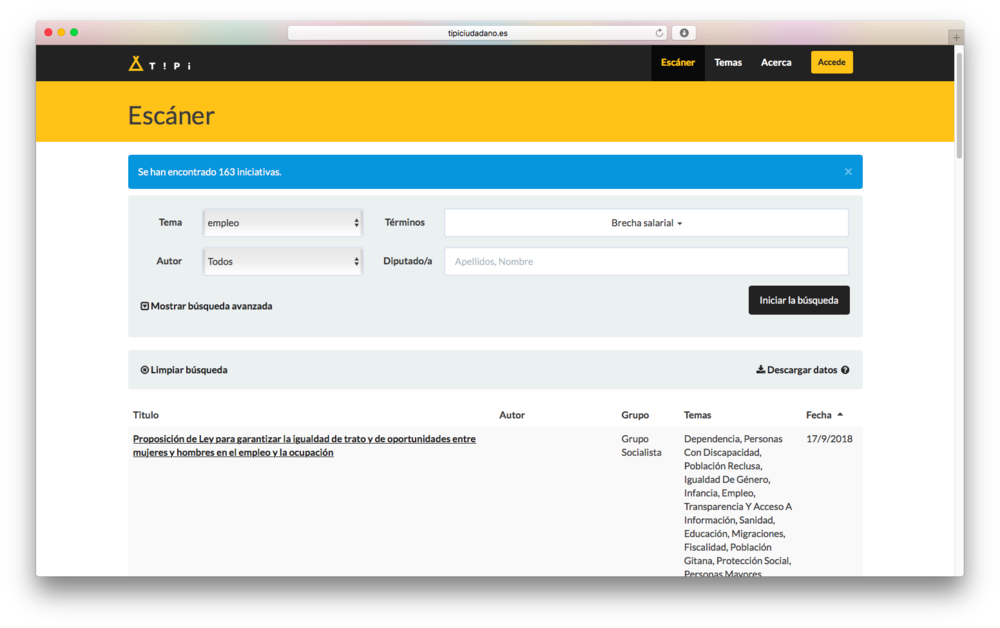 tipiciudadano.es
T ! P i
Escáner Temas Acerca Accede
Escáner
Se han encontrado 163 iniciativas. ×
Tema empleo Términos Brecha salarial
Autor Todos Diputado/a Apellidos, Nombre
Mostrar búsqueda avanzada Iniciar la búsqueda
Limpiar búsqueda Descargar datos ?
Titulo Autor Grupo Temas Fecha
Proposición de Ley para garantizar la igualdad de trato y de oportunidades entre
mujeres y hombres en el empleo y la ocupación
Grupo
Socialista
Dependencia, Personas
Con Discapacidad,
Población Reclusa,
Igualdad De Género,
Infancia, Empleo,
Transparencia Y Acceso A
Información, Sanidad,
Educación, Migraciones,
Fiscalidad, Población
Gitana, Protección Social,
Personas Mayores
17/9/2018